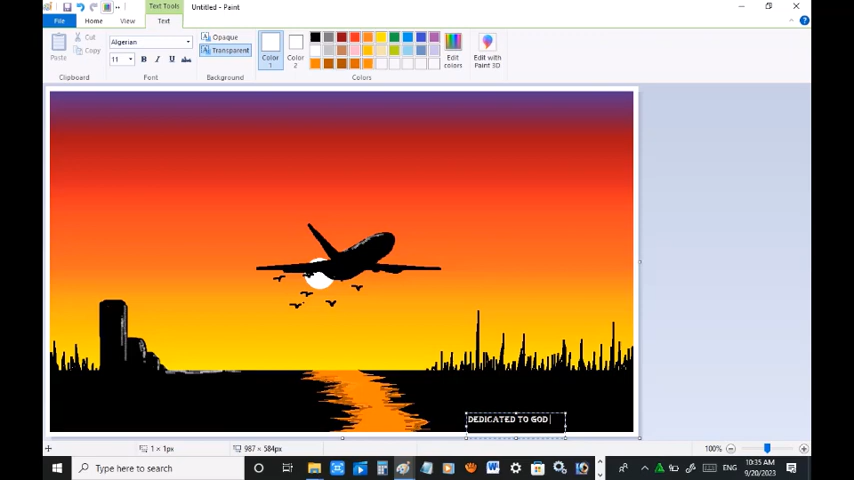 Text Tools
Untitled - Paint
File
Home
View
Text
Paste
Cut
Copy
Clipboard
Algerian
11
B I U abc
Font
Opaque
Transparent
Background
Color 1
Color 2
Colors
Edit colors
Edit with Paint 3D
DEDICATED TO GOD
1 × 1px
987 × 584px
100%
Type here to search
ENG
10:35 AM
9/20/2023